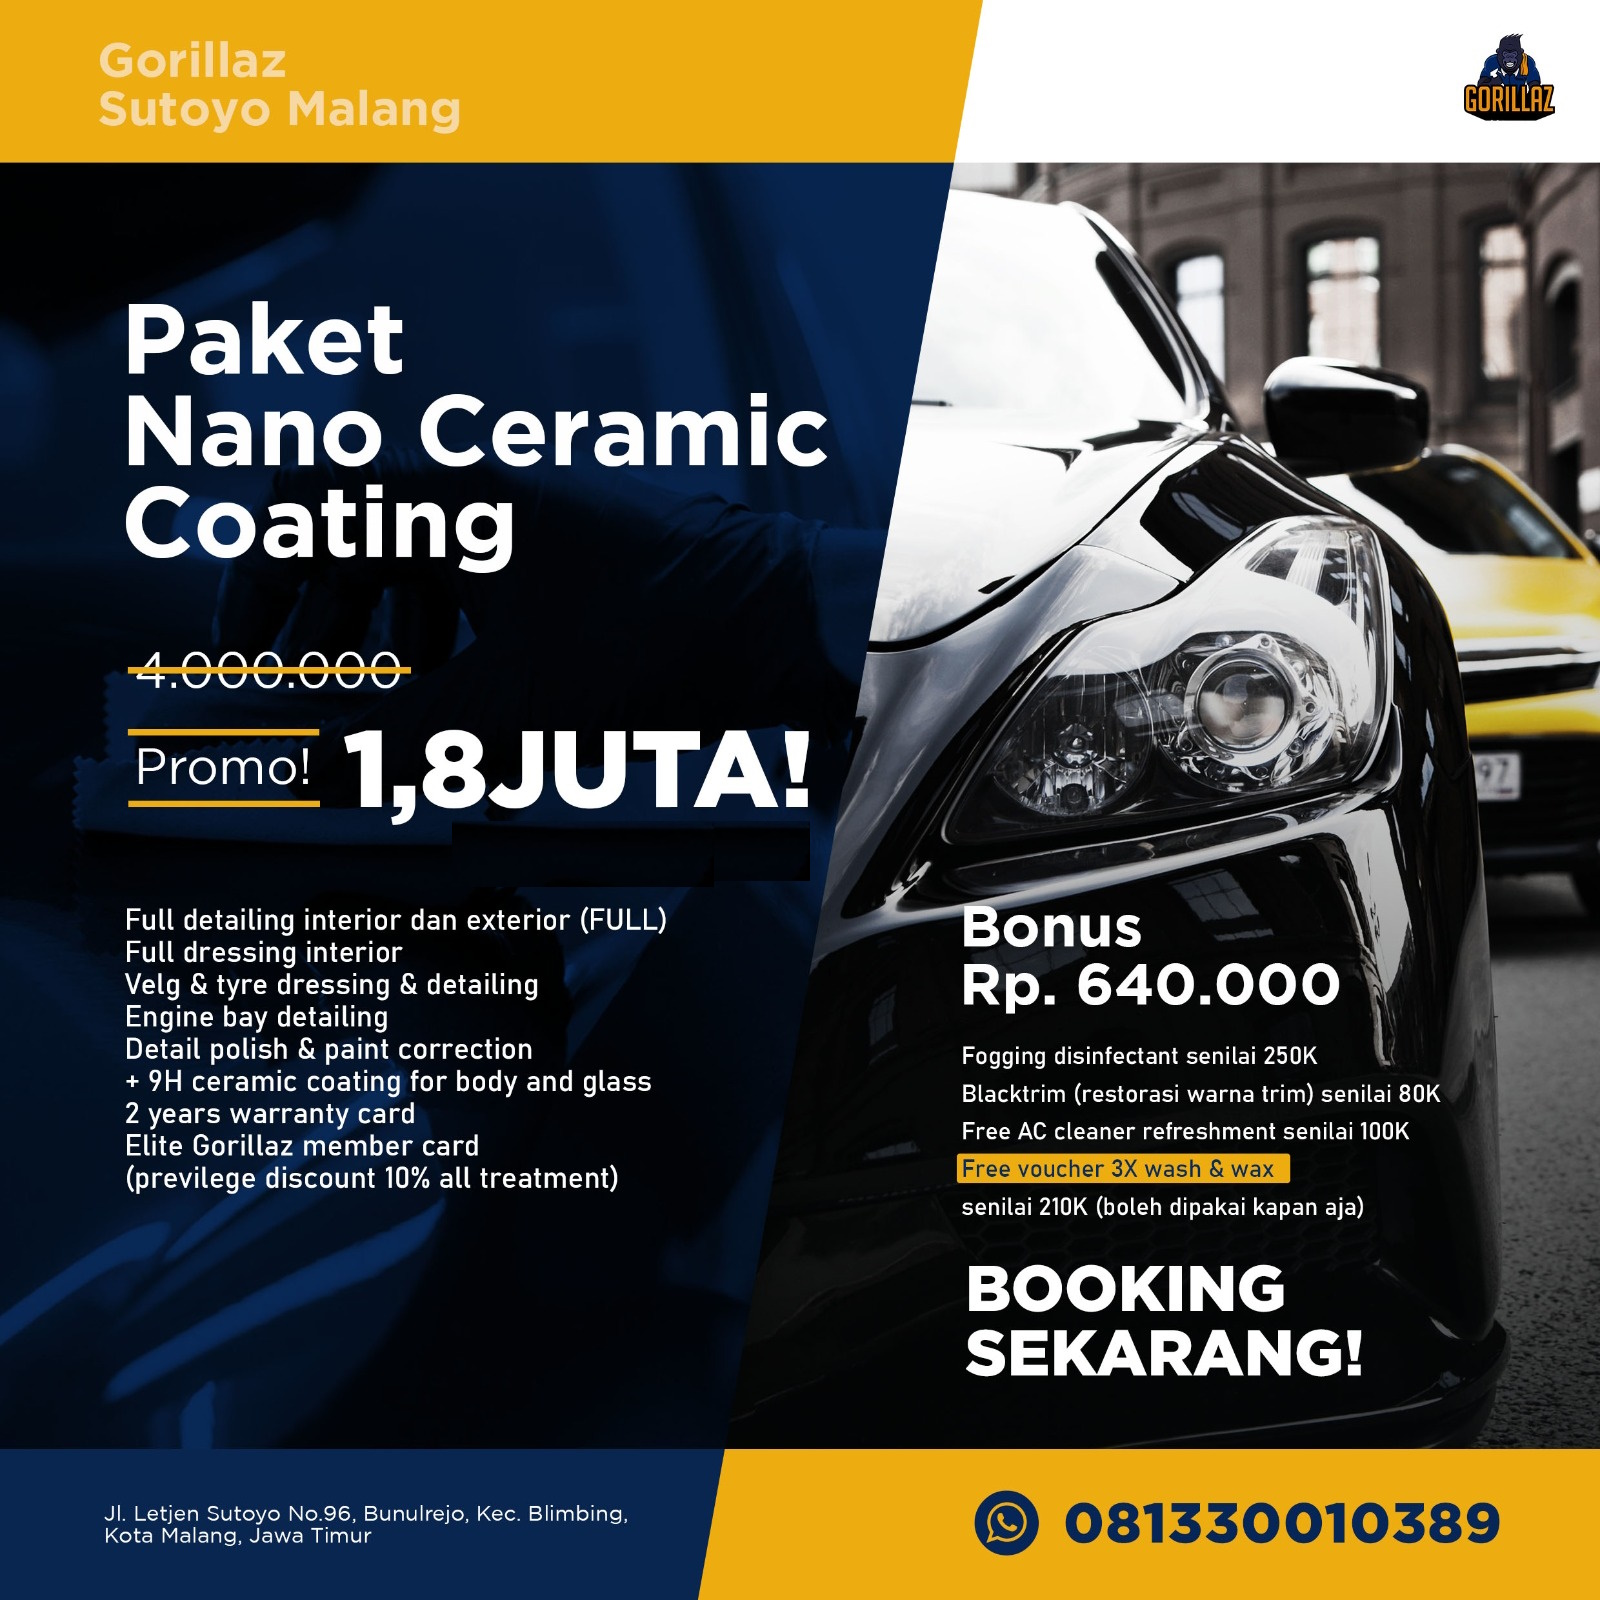 Gorillaz
Sutoyo Malang
GORILLAZ
Paket
Nano Ceramic
Coating
4.000.000
Promo! 1,8JUTA!
Full detailing interior dan exterior (FULL)
Full dressing interior
Velg & tyre dressing & detailing
Engine bay detailing
Detail polish & paint correction
+ 9H ceramic coating for body and glass
2 years warranty card
Elite Gorillaz member card
(previlege discount 10% all treatment)
97
Bonus
Rp. 640.000
Fogging disinfectant senilai 250K
Blacktrim (restorasi warna trim) senilai 80K
Free AC cleaner refreshment senilai 100K
Free voucher 3X wash & wax
senilai 210K (boleh dipakai kapan aja)
BOOKING
SEKARANG!
Jl. Letjen Sutoyo No.96, Bunulrejo, Kec. Blimbing,
Kota Malang, Jawa Timur
081330010389